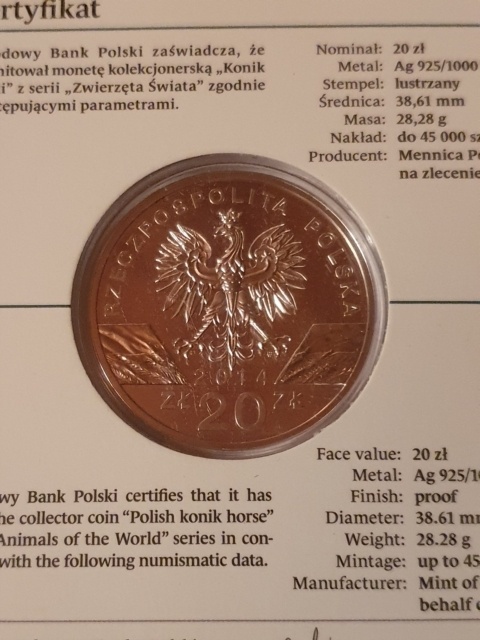 rtyfikat
odowy Bank Polski zaświadcza, że
nitował monetę kolekcjonerską „Konik
i” z serii „Zwierzęta Świata” zgodnie
tępującymi parametrami.
Nominał: 20 zł
Metal: Ag 925/1000
Stempel: lustrzany
Średnica: 38,61 mm
Masa: 28,28 g
Nakład: do 45 000 sz
Producent: Mennica Po
na zlecenie
RZECZPOSPOLITA POLSKA
2014
ZŁ 20 ZŁ
wy Bank Polski certifies that it has
he collector coin “Polish konik horse”
Animals of the World” series in con-
with the following numismatic data.
Face value: 20 zł
Metal: Ag 925/10
Finish: proof
Diameter: 38.61 mm
Weight: 28.28 g
Mintage: up to 45
Manufacturer: Mint of
behalf o